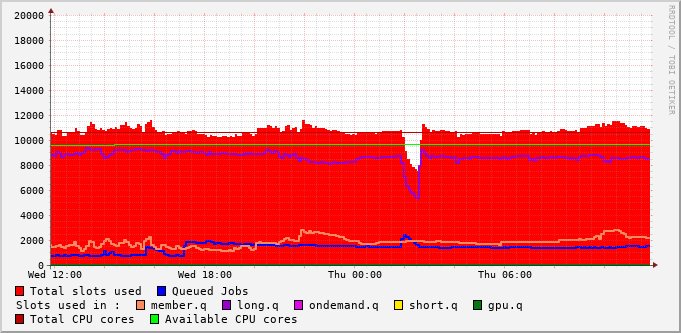 20000
18000
16000
14000
12000
10000
8000
6000
4000
2000
0
Wed 12:00 Wed 18:00 Thu 00:00 Thu 06:00
RRDTOOL / TOBI OETIKER
Total slots used Queued Jobs
Slots used in : member.q long.q ondemand.q short.q gpu.q
Total CPU cores Available CPU cores